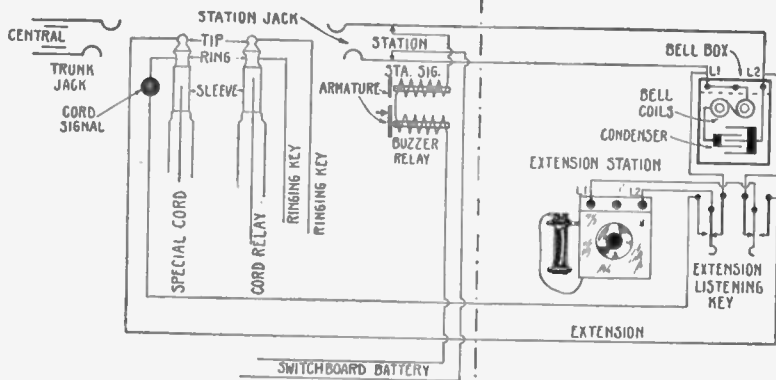 CENTRAL
TRUNK
JACK
CORD
SIGNAL
TIP
RING
SLEEVE
SPECIAL CORD
CORD RELAY
RINGING KEY
RINGING KEY
STATION JACK
STATION
STA. SIG.
ARMATURE
BUZZER
RELAY
SWITCHBOARD BATTERY
BELL BOX
L1
L2
BELL
COILS
CONDENSER
EXTENSION STATION
L1
L2
EXTENSION
LISTENING
KEY
EXTENSION